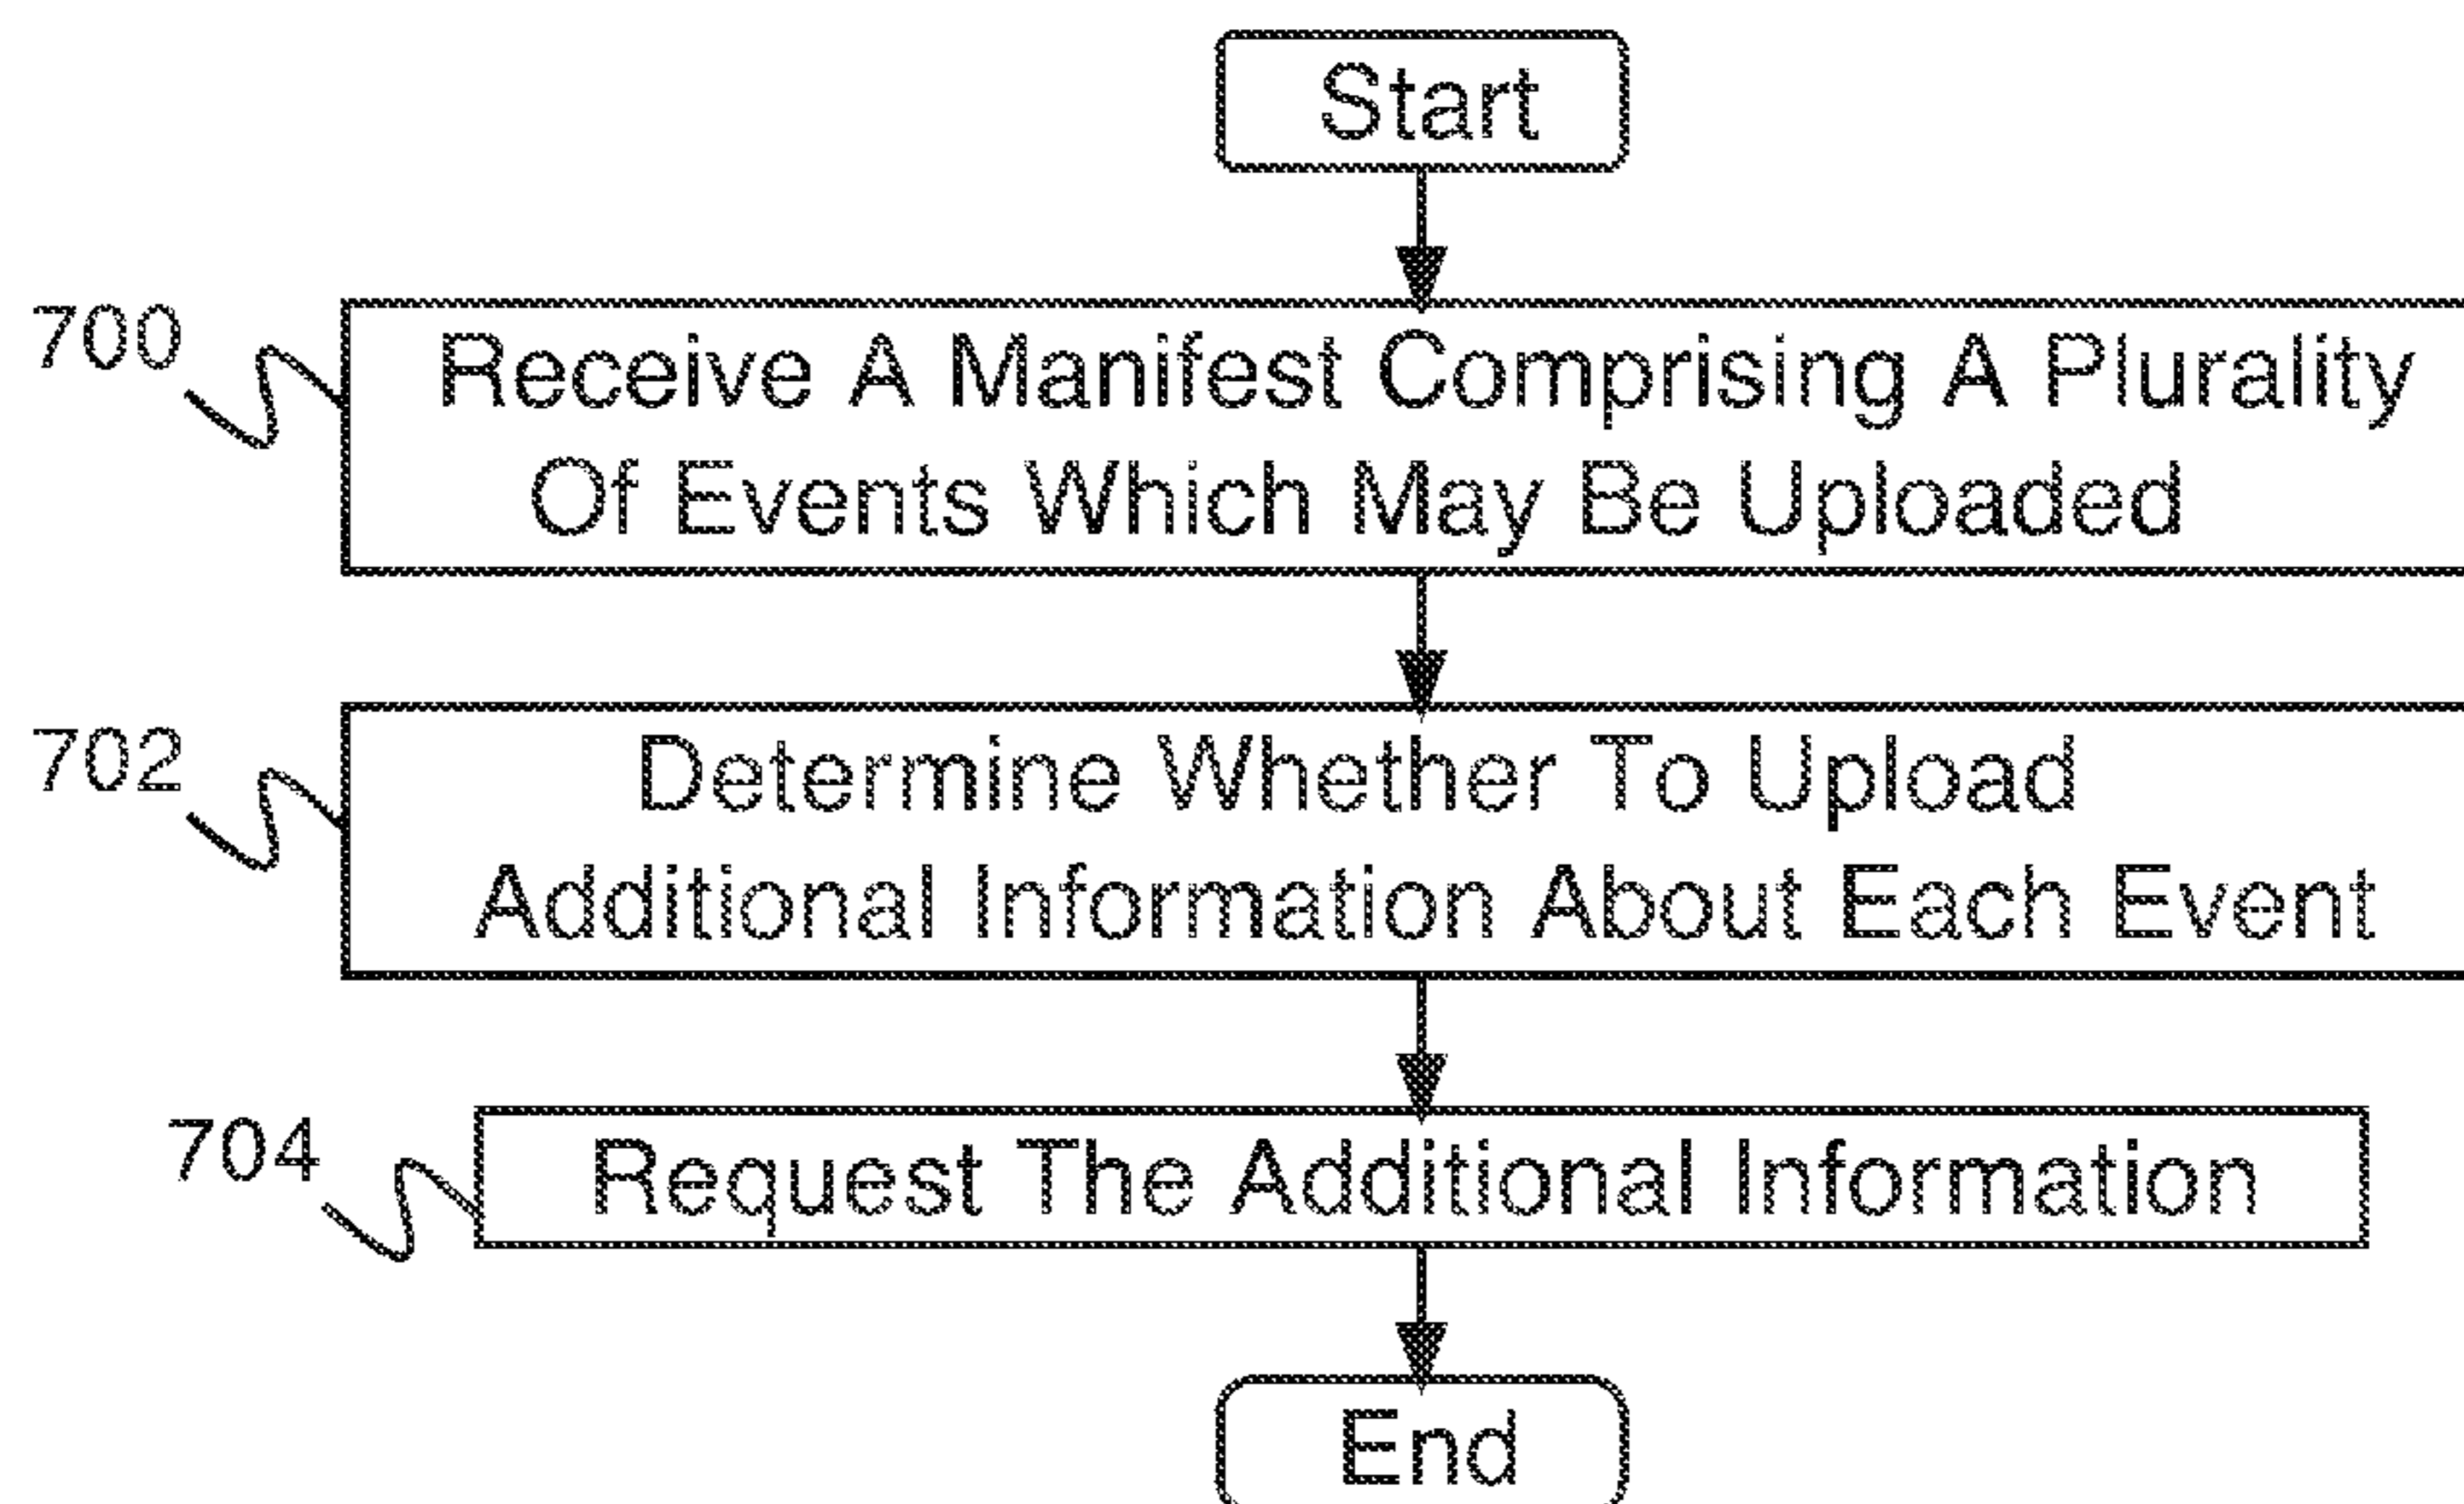 Start
700
Receive A Manifest Comprising A Plurality
Of Events Which May Be Uploaded
702
Determine Whether To Upload
Additional Information About Each Event
704
Request The Additional Information
End